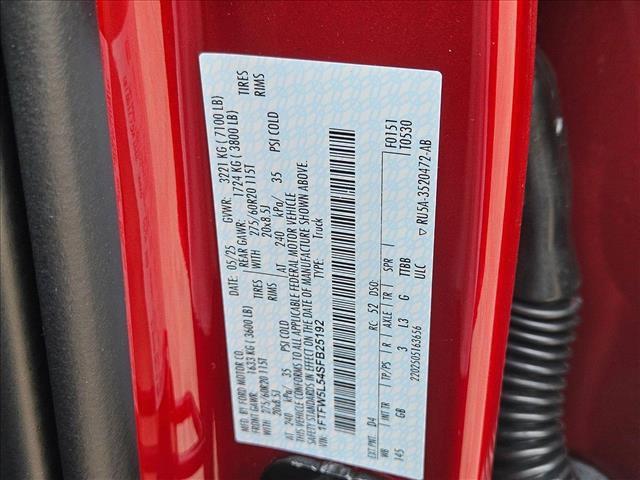 MFD. BY FORD MOTOR CO.
DATE: 05/25 GVWR: 3221 KG ( 7100 LB)
FRONT GAWR: 1633 KG ( 3600 LB) REAR GAWR: 1724 KG ( 3800 LB)
WITH 275/60R20 115T TIRES WITH 275/60R20 115T TIRES
20x8.5J RIMS 20x8.5J RIMS
AT 240 kPa/ 35 PSI COLD AT 240 kPa/ 35 PSI COLD
THIS VEHICLE CONFORMS TO ALL APPLICABLE FEDERAL MOTOR VEHICLE
SAFETY STANDARDS IN EFFECT ON THE DATE OF MANUFACTURE SHOWN ABOVE.
VIN: 1FTFW5L54SFB25192 TYPE: Truck
F0151
EXT PNT: D4 RC: 52 DSO: T0530
WB INT TR TP/PS R AXLE TR SPR
145 GB 3 L3 G TTBB
2202505163656 ULC RU5A-3520472-AB